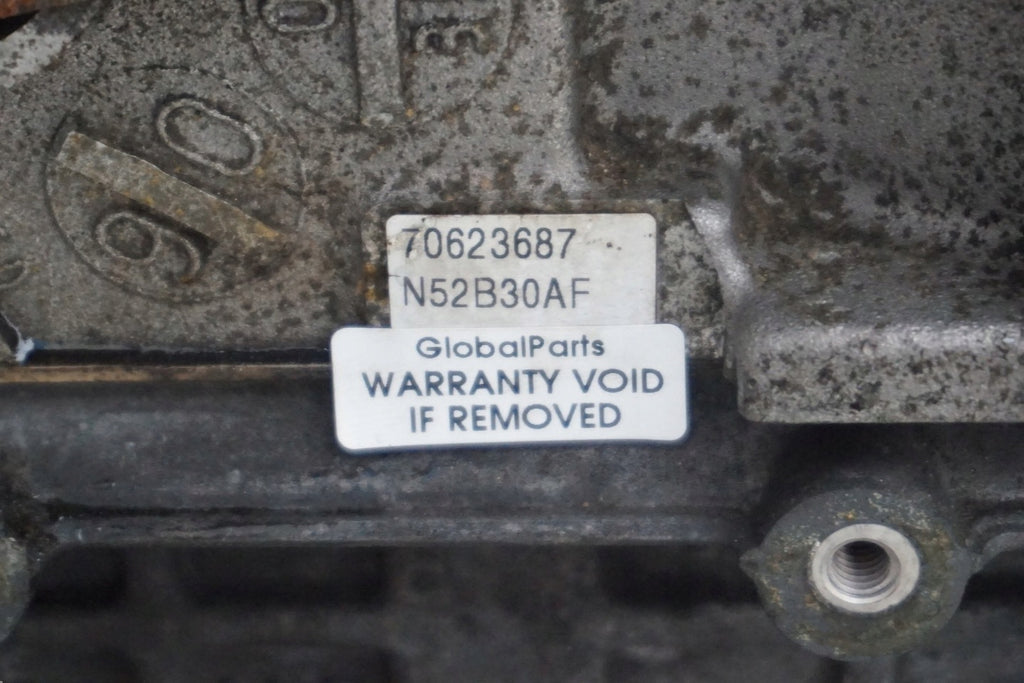 70623687
N52B30AF
GlobalParts
WARRANTY VOID
IF REMOVED